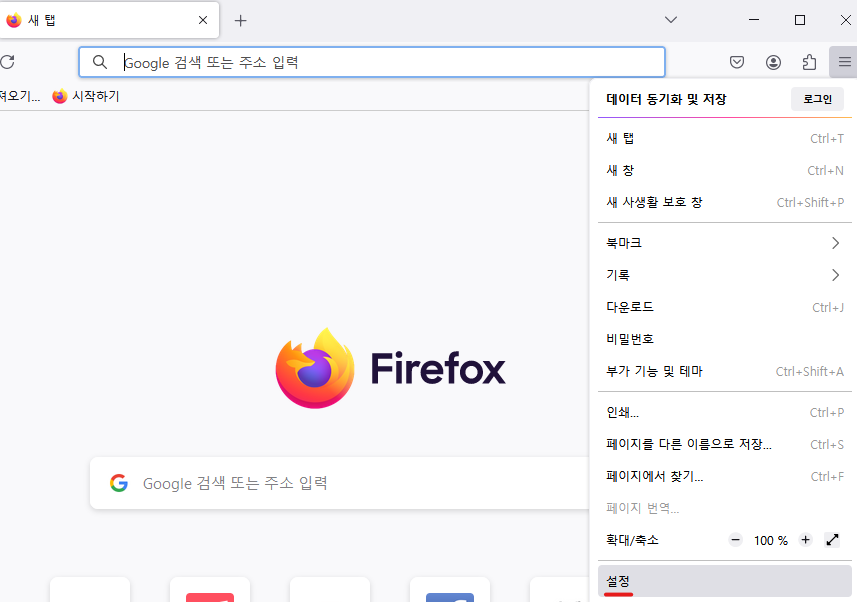 새 탭
Google 검색 또는 주소 입력
져오기...
시작하기
데이터 동기화 및 저장
로그인
새 탭 Ctrl+T
새 창 Ctrl+N
새 사생활 보호 창 Ctrl+Shift+P
북마크
기록
다운로드 Ctrl+J
비밀번호
부가 기능 및 테마 Ctrl+Shift+A
인쇄... Ctrl+P
페이지를 다른 이름으로 저장... Ctrl+S
페이지에서 찾기... Ctrl+F
페이지 번역...
확대/축소 100 %
설정
Firefox
Google 검색 또는 주소 입력